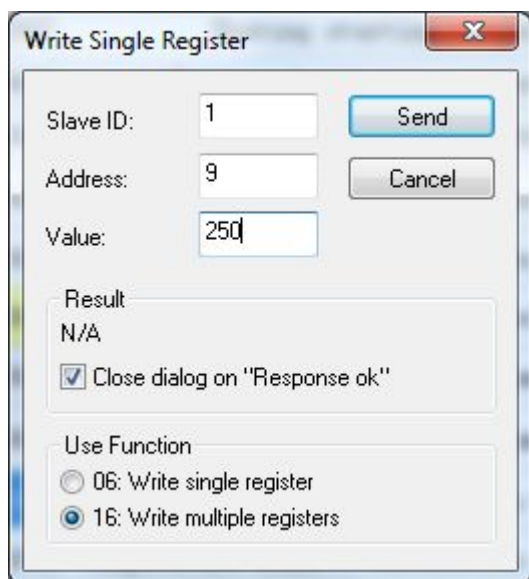 Write Single Register
Slave ID: 1 Send
Address: 9 Cancel
Value: 250
Result
N/A
Close dialog on "Response ok"
Use Function
06: Write single register
16: Write multiple registers